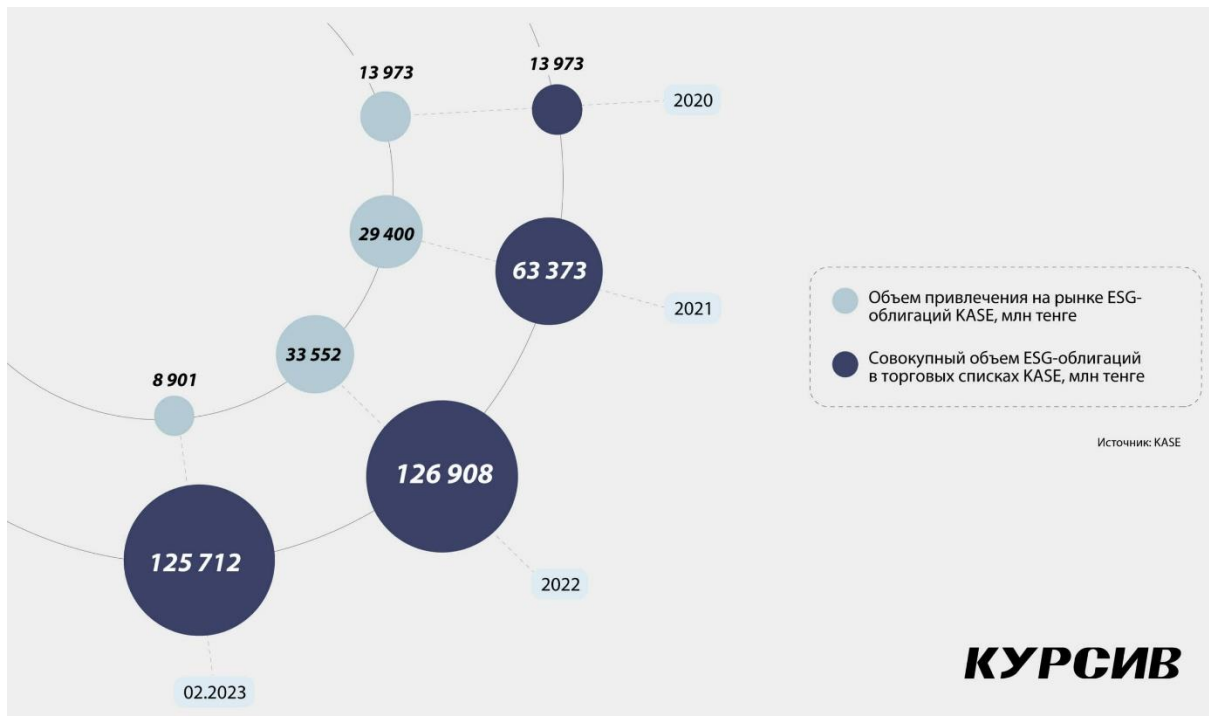 13 973
13 973
2020
29 400
63 373
2021
Объем привлечения на рынке ESG-
облигаций KASE, млн тенге
Совокупный объем ESG-облигаций
в торговых списках KASE, млн тенге
Источник: KASE
33 552
8 901
126 908
125 712
2022
02.2023
КУРСИВ